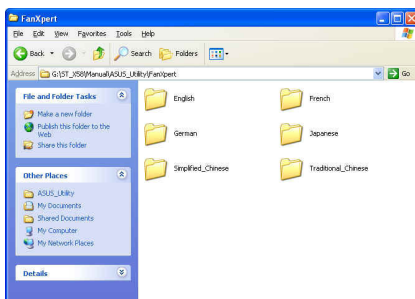 FanXpert
File Edit View Favorites Tools Help
Back Search Folders
Address G:\ST_X58\Manual\ASUS_Utility\FanXpert Go
File and Folder Tasks
Make a new folder
Publish this folder to the
Web
Share this folder
Other Places
ASUS_Utility
My Documents
Shared Documents
My Computer
My Network Places
Details
English
French
German
Japanese
Simplified_Chinese
Traditional_Chinese